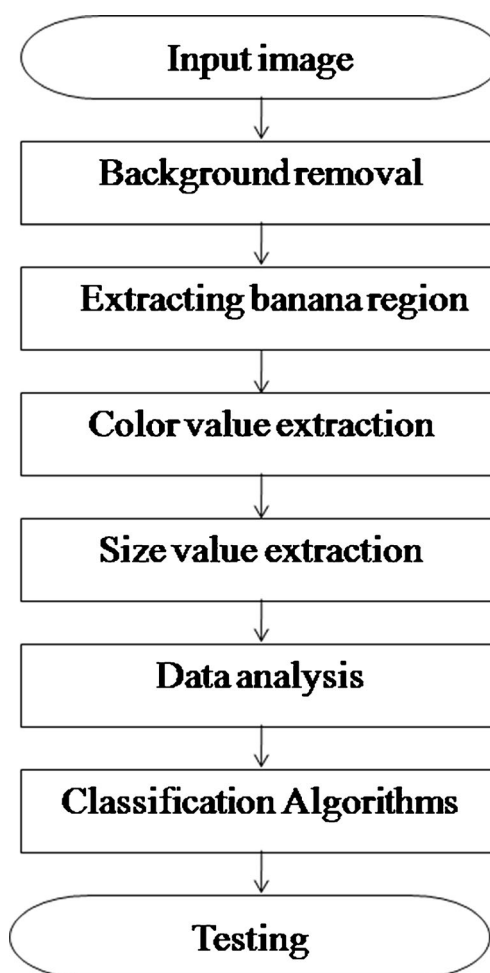 Input image
Background removal
Extracting banana region
Color value extraction
Size value extraction
Data analysis
Classification Algorithms
Testing